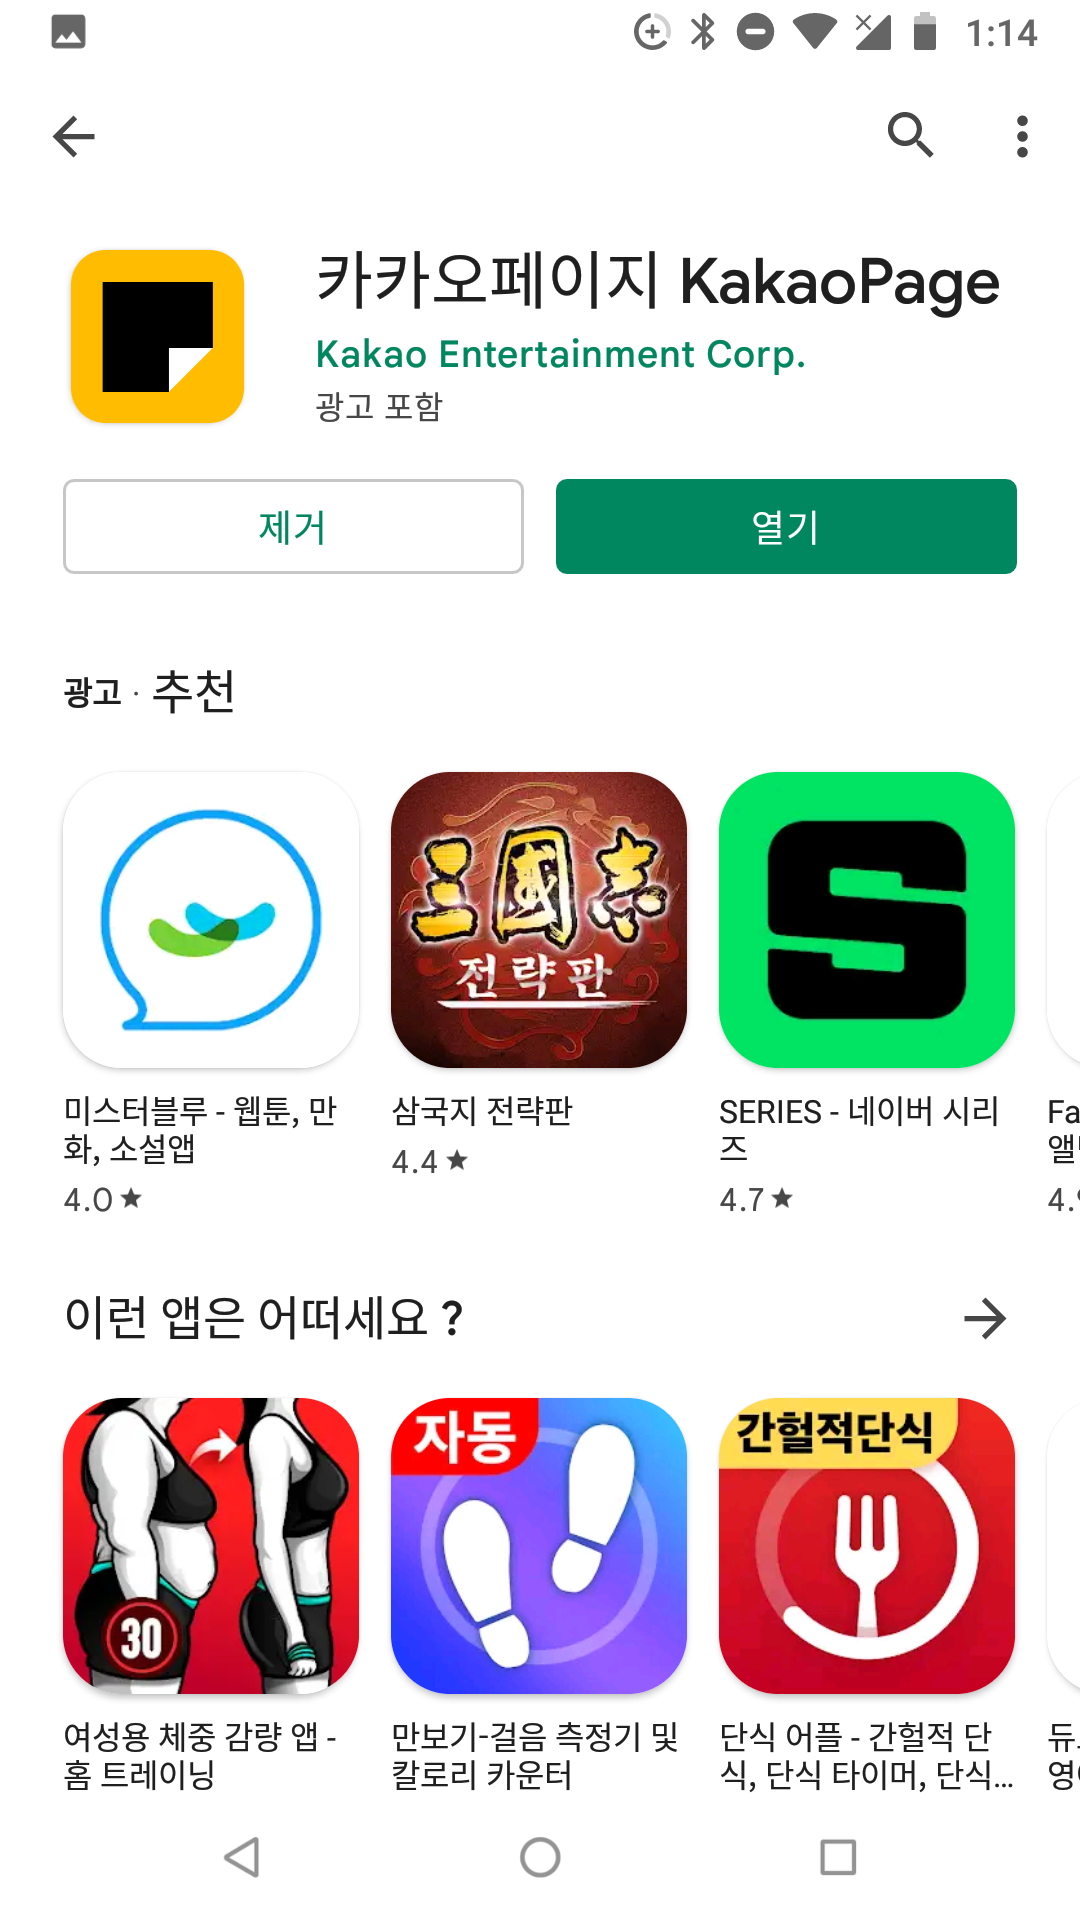 1:14
카카오페이지 KakaoPage
Kakao Entertainment Corp.
광고 포함
제거
열기
광고 · 추천
三國志
전략판
S
미스터블루 - 웹툰, 만
화, 소설앱
4.0 ★
삼국지 전략판
4.4 ★
SERIES - 네이버 시리
즈
4.7 ★
Fa
4.
이런 앱은 어떠세요 ?
30
자동
간헐적단식
여성용 체중 감량 앱 -
홈 트레이닝
만보기-걸음 측정기 및
칼로리 카운터
단식 어플 - 간헐적 단
식, 단식 타이머, 단식...